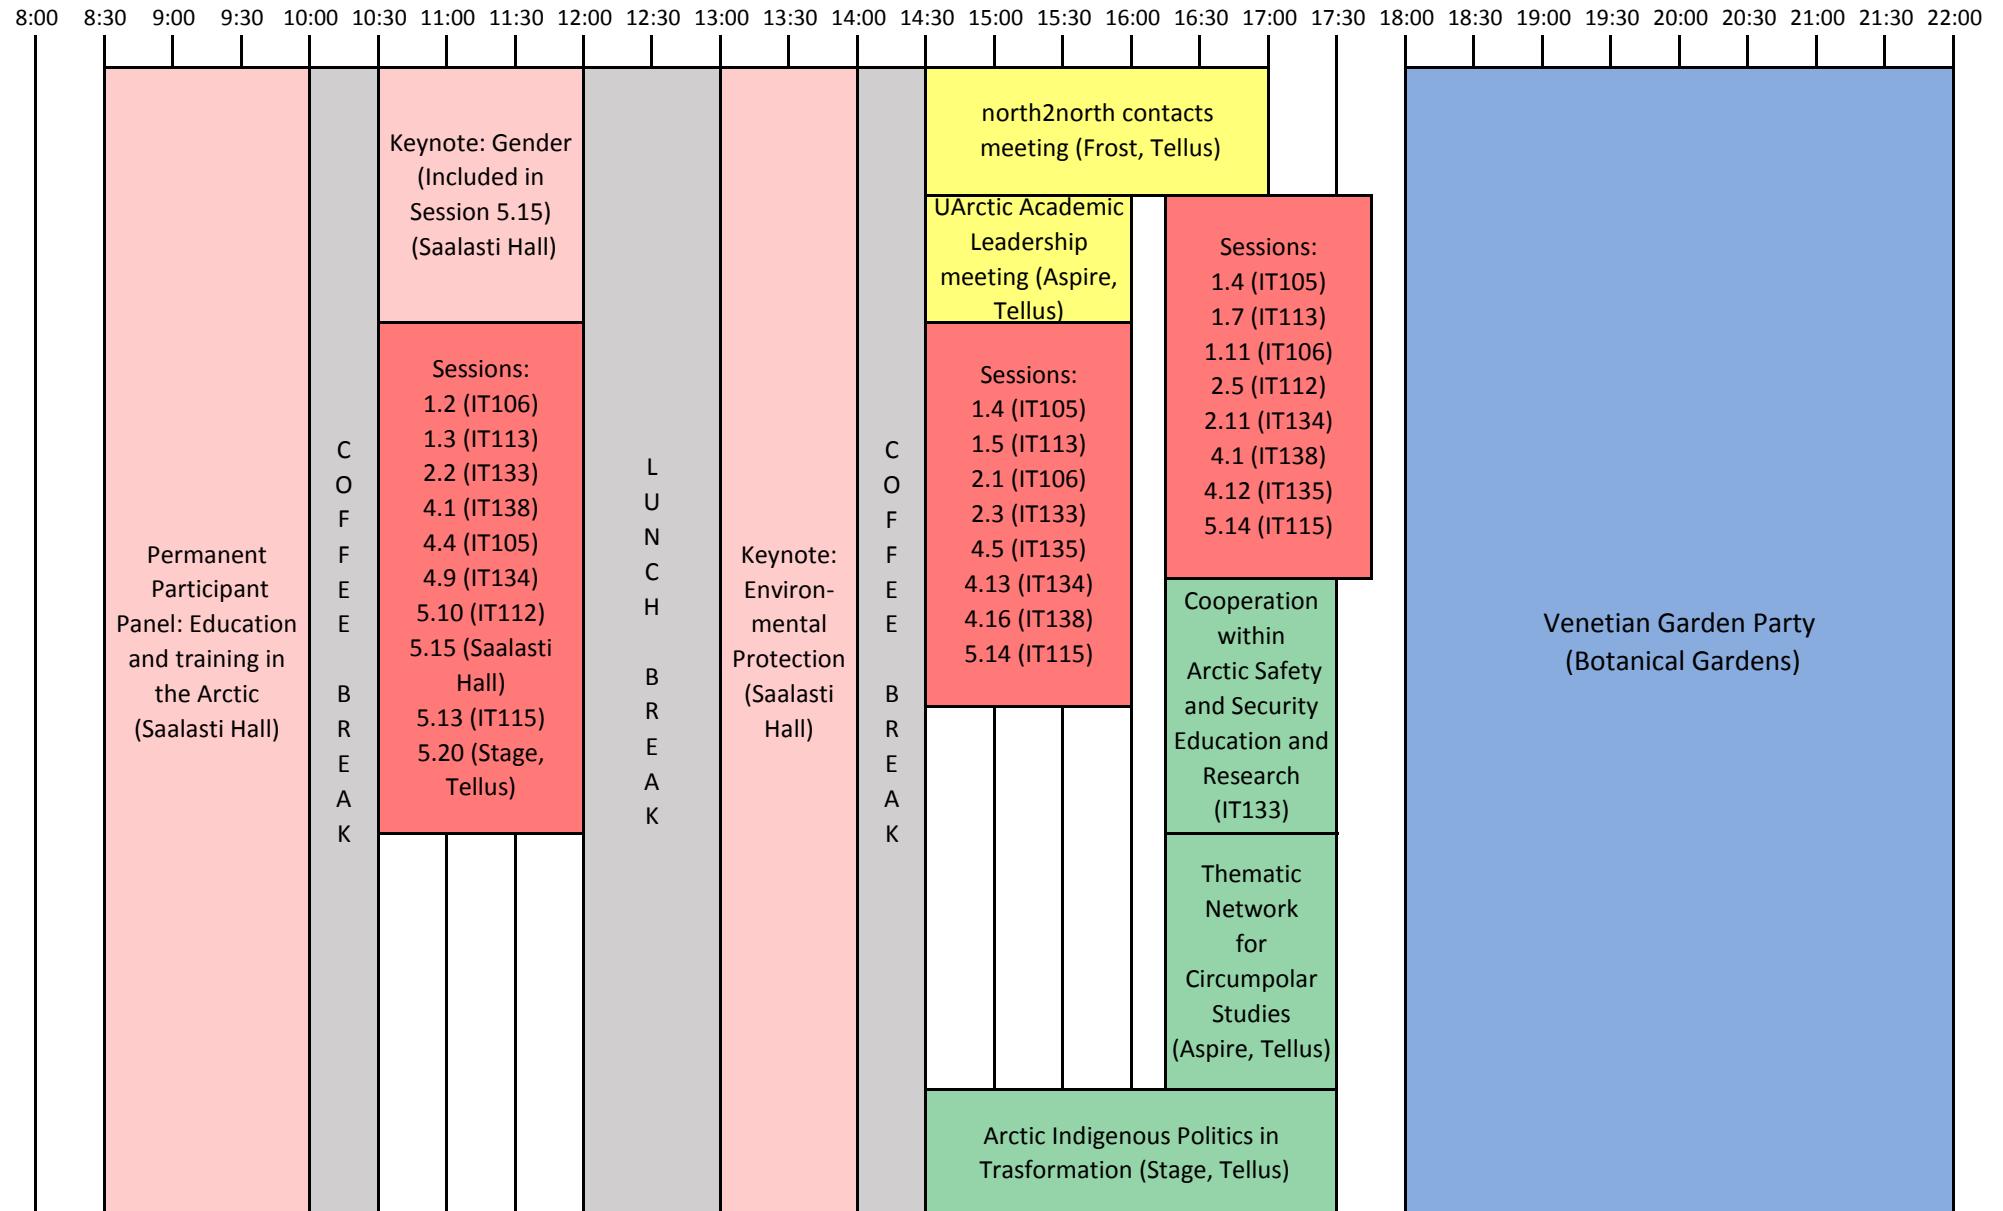 8:00 8:30 9:00 9:30 10:00 10:30 11:00 11:30 12:00 12:30 13:00 13:30 14:00 14:30 15:00 15:30 16:00 16:30 17:00 17:30 18:00 18:30 19:00 19:30 20:00 20:30 21:00 21:30 22:00
Permanent
Participant
Panel: Education
and training in
the Arctic
(Saalasti Hall)
COFFEE BREAK
Keynote: Gender
(Included in
Session 5.15)
(Saalasti Hall)
Sessions:
1.2 (IT106)
1.3 (IT113)
2.2 (IT133)
4.1 (IT138)
4.4 (IT105)
4.9 (IT134)
5.10 (IT112)
5.15 (Saalasti
Hall)
5.13 (IT115)
5.20 (Stage,
Tellus)
LUNCH BREAK
Keynote:
Environ-
mental
Protection
(Saalasti
Hall)
COFFEE BREAK
north2north contacts
meeting (Frost, Tellus)
UArctic Academic
Leadership
meeting (Aspire,
Tellus)
Sessions:
1.4 (IT105)
1.5 (IT113)
2.1 (IT106)
2.3 (IT133)
4.5 (IT135)
4.13 (IT134)
4.16 (IT138)
5.14 (IT115)
Sessions:
1.4 (IT105)
1.7 (IT113)
1.11 (IT106)
2.5 (IT112)
2.11 (IT134)
4.1 (IT138)
4.12 (IT135)
5.14 (IT115)
Cooperation
within
Arctic Safety
and Security
Education and
Research
(IT133)
Thematic
Network
for
Circumpolar
Studies
(Aspire, Tellus)
Arctic Indigenous Politics in
Trasformation (Stage, Tellus)
Venetian Garden Party
(Botanical Gardens)